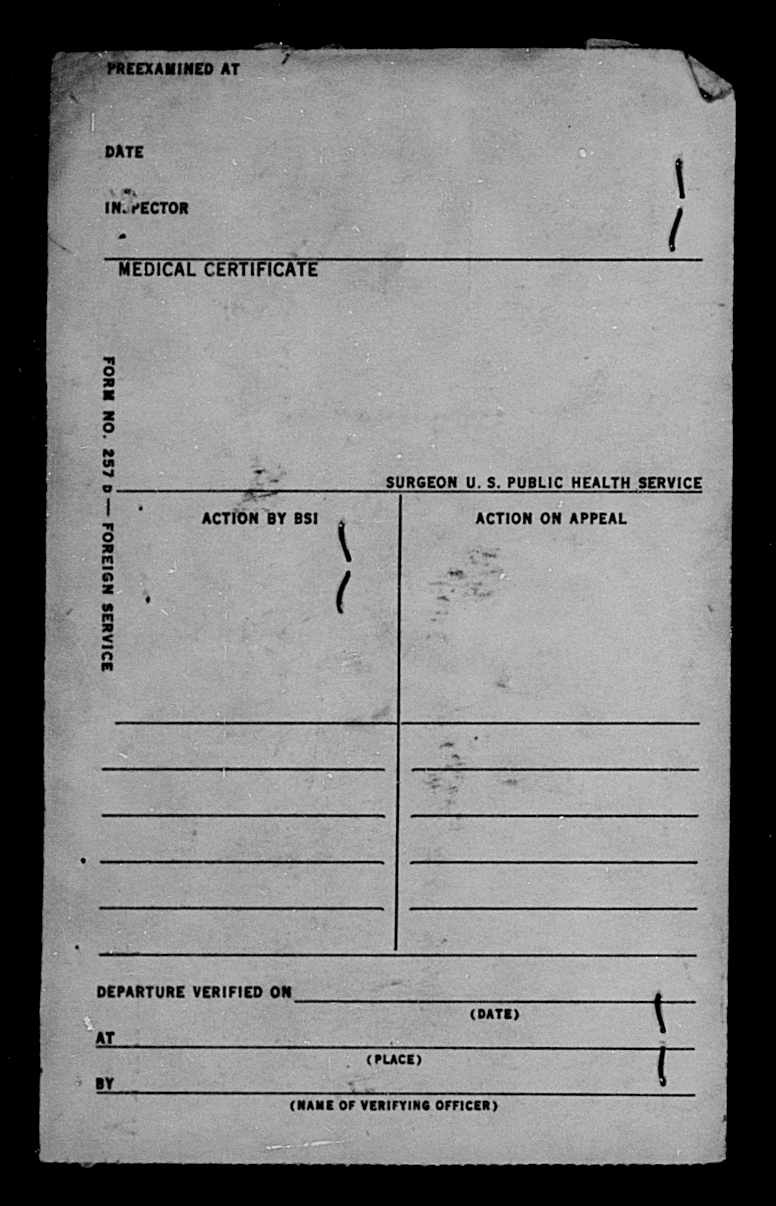 PREEXAMINED AT
DATE
INSPECTOR
MEDICAL CERTIFICATE
SURGEON U. S. PUBLIC HEALTH SERVICE
FORM NO. 257 D — FOREIGN SERVICE
ACTION BY BSI
ACTION ON APPEAL
DEPARTURE VERIFIED ON
(DATE)
AT
(PLACE)
BY
(NAME OF VERIFYING OFFICER)